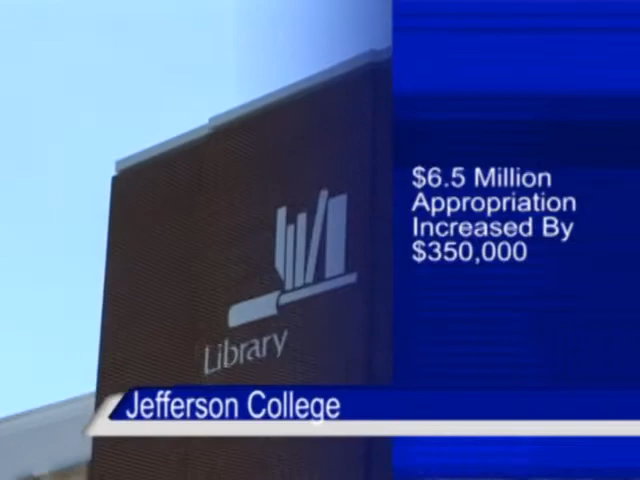 $6.5 Million
Appropriation
Increased By
$350,000
Library
Jefferson College